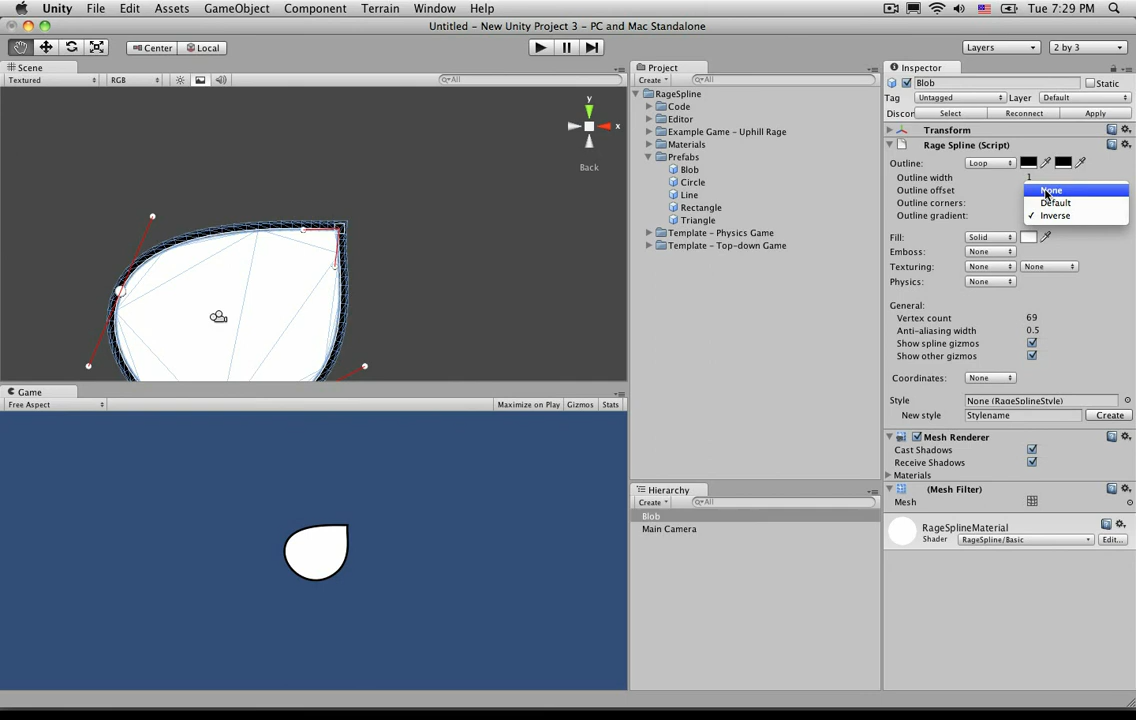 Unity File Edit Assets GameObject Component Terrain Window Help Tue 7:29 PM
Untitled - New Unity Project 3 - PC and Mac Standalone
Center Local Layers 2 by 3
Scene
Textured RGB All
y
x
Back
Game
Free Aspect Maximize on Play Gizmos Stats
Project
Create All
RageSpline
Code
Editor
Example Game - Uphill Rage
Materials
Prefabs
Blob
Circle
Line
Rectangle
Triangle
Template - Physics Game
Template - Top-down Game
Hierarchy
Create All
Blob
Main Camera
Inspector
Blob Static
Tag Untagged Layer Default
Discon Select Reconnect Apply
Transform
Rage Spline (Script)
Outline: Loop
Outline width 1
Outline offset
Outline corners:
Outline gradient:
None
Default
Inverse
Fill: Solid
Emboss: None
Texturing: None None
Physics: None
General:
Vertex count 69
Anti-aliasing width 0.5
Show spline gizmos
Show other gizmos
Coordinates: None
Style None (RageSplineStyle)
New style Stylename Create
Mesh Renderer
Cast Shadows
Receive Shadows
Materials
(Mesh Filter)
Mesh
RageSplineMaterial
Shader RageSpline/Basic Edit...